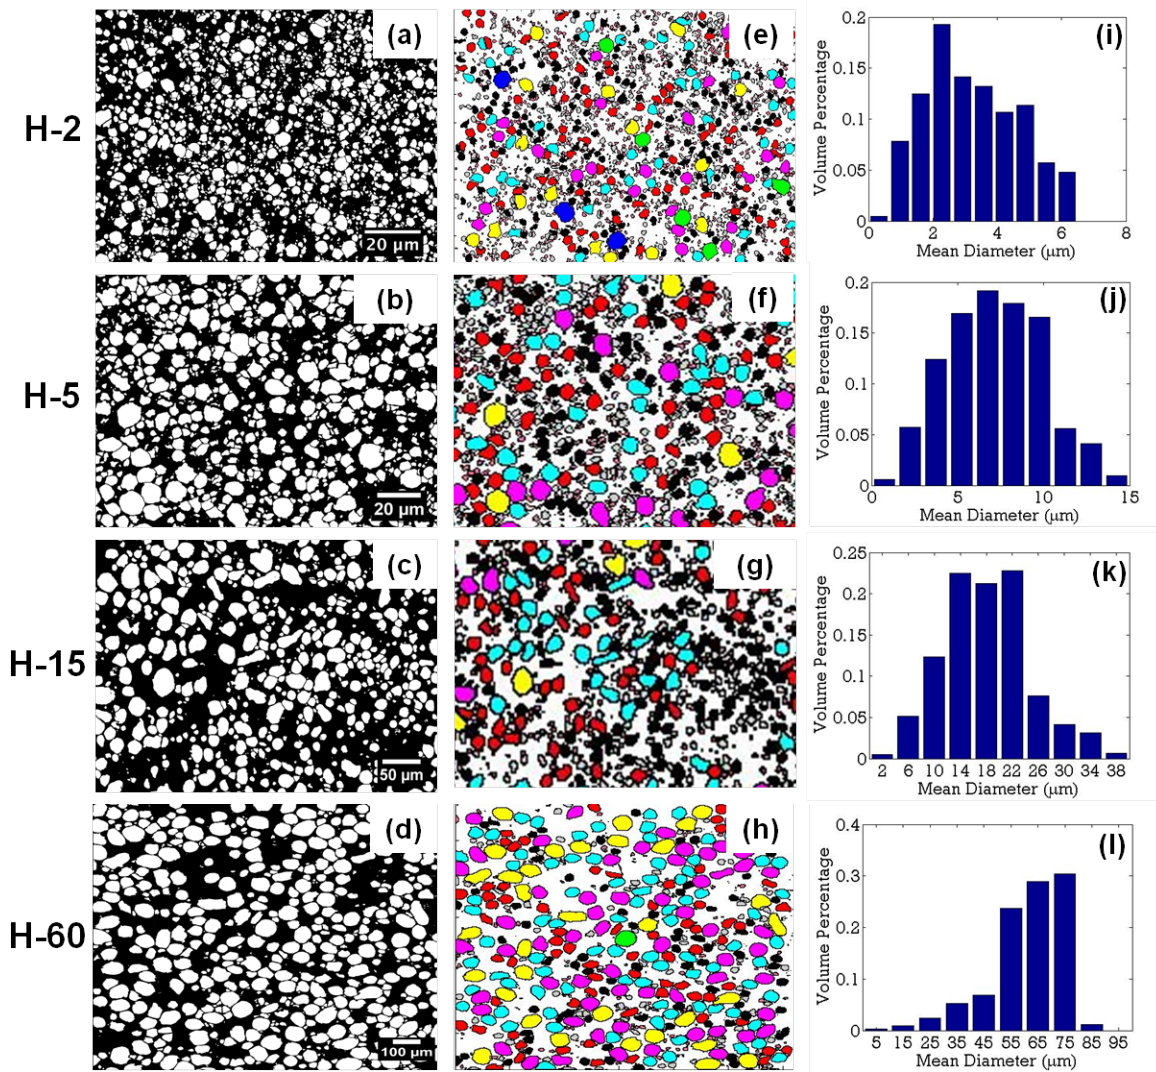 H-2
(a)
20 µm
(e)
(i)
Volume Percentage
0.2
0.15
0.1
0.05
0
0 2 4 6 8
Mean Diameter (µm)
H-5
(b)
20 µm
(f)
(j)
Volume Percentage
0.2
0.15
0.1
0.05
0
0 5 10 15
Mean Diameter (µm)
H-15
(c)
50 µm
(g)
(k)
Volume Percentage
0.25
0.2
0.15
0.1
0.05
0
2 6 10 14 18 22 26 30 34 38
Mean Diameter (µm)
H-60
(d)
100 µm
(h)
(l)
Volume Percentage
0.4
0.3
0.2
0.1
0
5 15 25 35 45 55 65 75 85 95
Mean Diameter (µm)